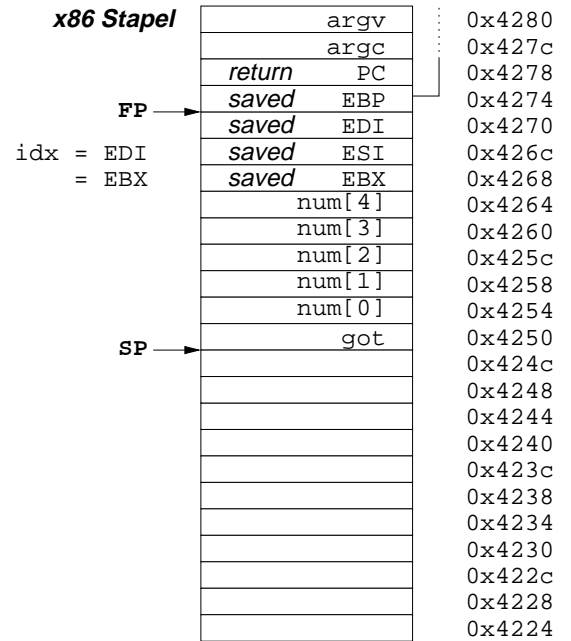 x86 Stapel argv 0x4280
argc 0x427c
return PC 0x4278
saved EBP 0x4274
FP
saved EDI 0x4270
idx = EDI saved ESI 0x426c
= EBX saved EBX 0x4268
num[4] 0x4264
num[3] 0x4260
num[2] 0x425c
num[1] 0x4258
num[0] 0x4254
got 0x4250
SP
0x424c
0x4248
0x4244
0x4240
0x423c
0x4238
0x4234
0x4230
0x422c
0x4228
0x4224